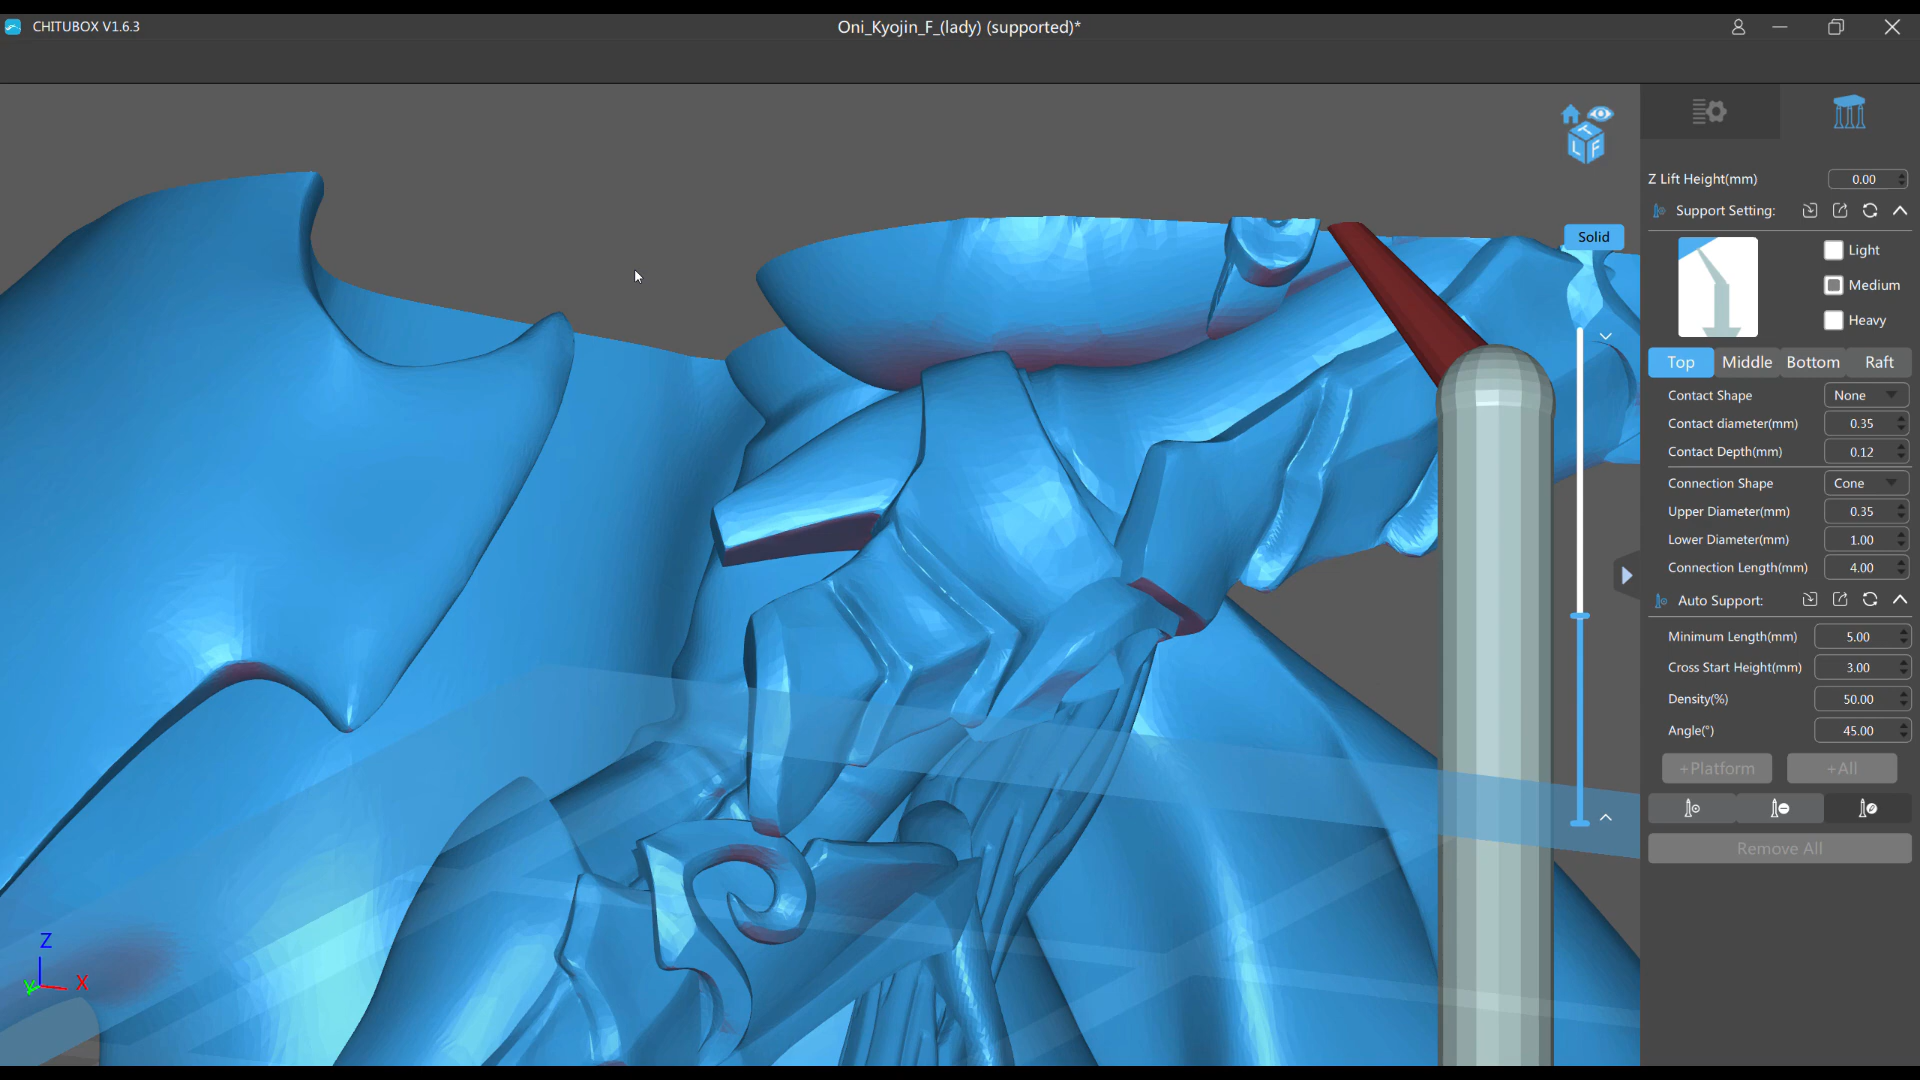 CHITUBOX V1.6.3
Oni_Kyojin_F_(lady) (supported)*
T
L F
Solid
Z Lift Height(mm) 0.00
Support Setting:
Light
Medium
Heavy
Top Middle Bottom Raft
Contact Shape None
Contact diameter(mm) 0.35
Contact Depth(mm) 0.12
Connection Shape Cone
Upper Diameter(mm) 0.35
Lower Diameter(mm) 1.00
Connection Length(mm) 4.00
Auto Support:
Minimum Length(mm) 5.00
Cross Start Height(mm) 3.00
Density(%) 50.00
Angle(°) 45.00
+Platform +All
Remove All
Z
Y X